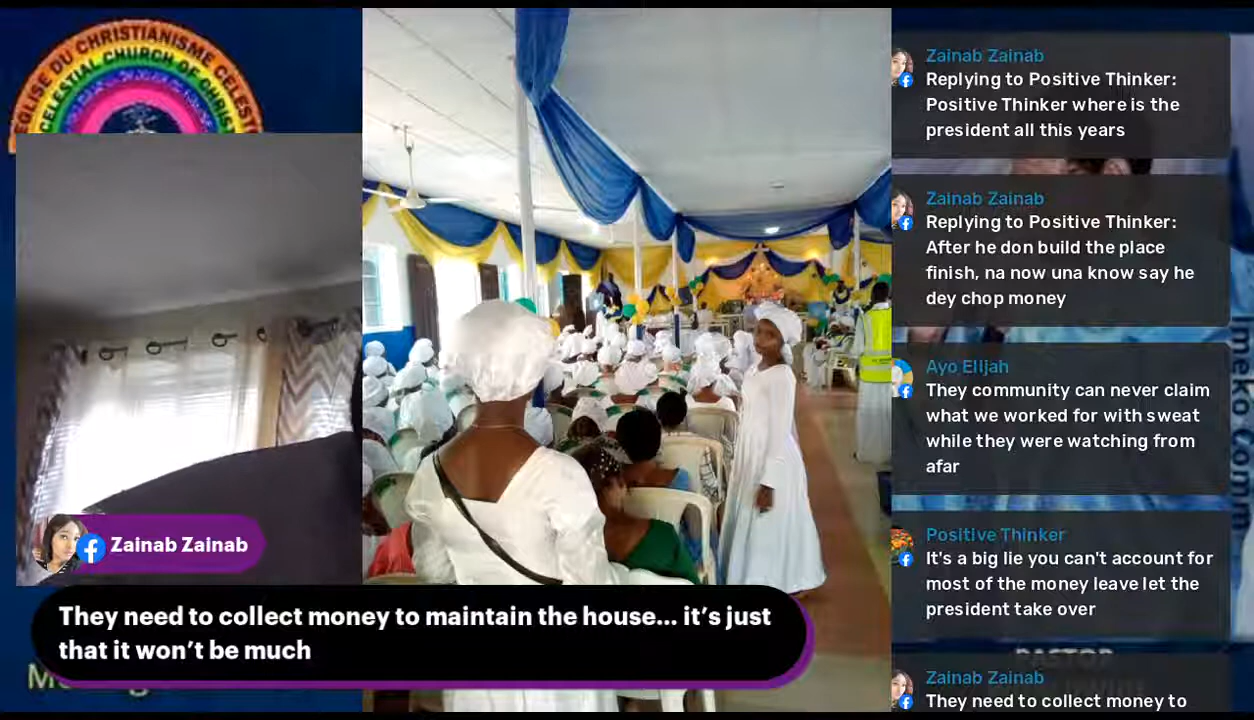 EGLISE DU CHRISTIANISME CELEST
CELESTIAL CHURCH OF CHRIST
Zainab Zainab
They need to collect money to maintain the house... it's just
that it won't be much
Zainab Zainab
Replying to Positive Thinker:
Positive Thinker where is the
president all this years
Zainab Zainab
Replying to Positive Thinker:
After he don build the place
finish, na now una know say he
dey chop money
Ayo Elijah
They community can never claim
what we worked for with sweat
while they were watching from
afar
Positive Thinker
It's a big lie you can't account for
most of the money leave let the
president take over
Zainab Zainab
They need to collect money to
Imeko
PASTOR